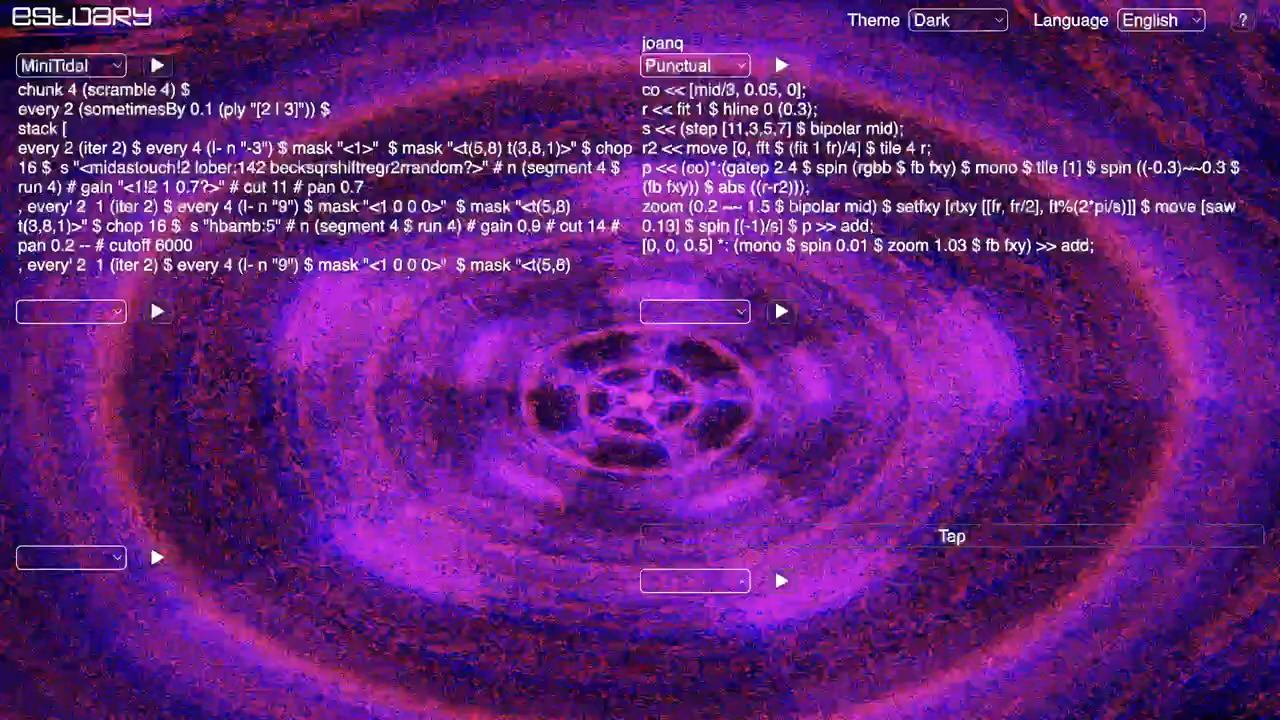 ESTUARY
Theme Dark Language English ?
MiniTidal
chunk 4 (scramble 4) $
every 2 (sometimesBy 0.1 (ply "[2 | 3]")) $
stack [
every 2 (iter 2) $ every 4 (|- n "-3") $ mask "<1>"  $ mask "<t(5,8) t(3,8,1)>" $ chop
16 $  s "<midastouch!2 lober:142 becksqrshiftregr2rrandom?>" # n (segment 4 $
run 4) # gain "<1!2 1 0.7?>" # cut 11 # pan 0.7
, every' 2  1 (iter 2) $ every 4 (|- n "9") $ mask "<1 0 0 0>"  $ mask "<t(5,8)
t(3,8,1)>" $ chop 16 $  s "hbamb:5" # n (segment 4 $ run 4) # gain 0.9 # cut 14 #
pan 0.2 -- # cutoff 6000
, every' 2  1 (iter 2) $ every 4 (|- n "9") $ mask "<1 0 0 0>"  $ mask "<t(5,8)
joanq
Punctual
co << [mid/3, 0.05, 0];
r << fit 1 $ hline 0 (0.3);
s << (step [11,3,5,7] $ bipolar mid);
r2 << move [0, fft $ (fit 1 fr)/4] $ tile 4 r;
p << (co)*:(gatep 2.4 $ spin (rgbb $ fb fxy) $ mono $ tile [1] $ spin ((-0.3)~~0.3 $
(fb fxy)) $ abs ((r-r2)));
zoom (0.2 ~~ 1.5 $ bipolar mid) $ setfxy [rtxy [[fr, fr/2], ft%(2*pi/s)]] $ move [saw
0.13] $ spin [(-1)/s] $ p >> add;
[0, 0, 0.5] *: (mono $ spin 0.01 $ zoom 1.03 $ fb fxy) >> add;
Tap